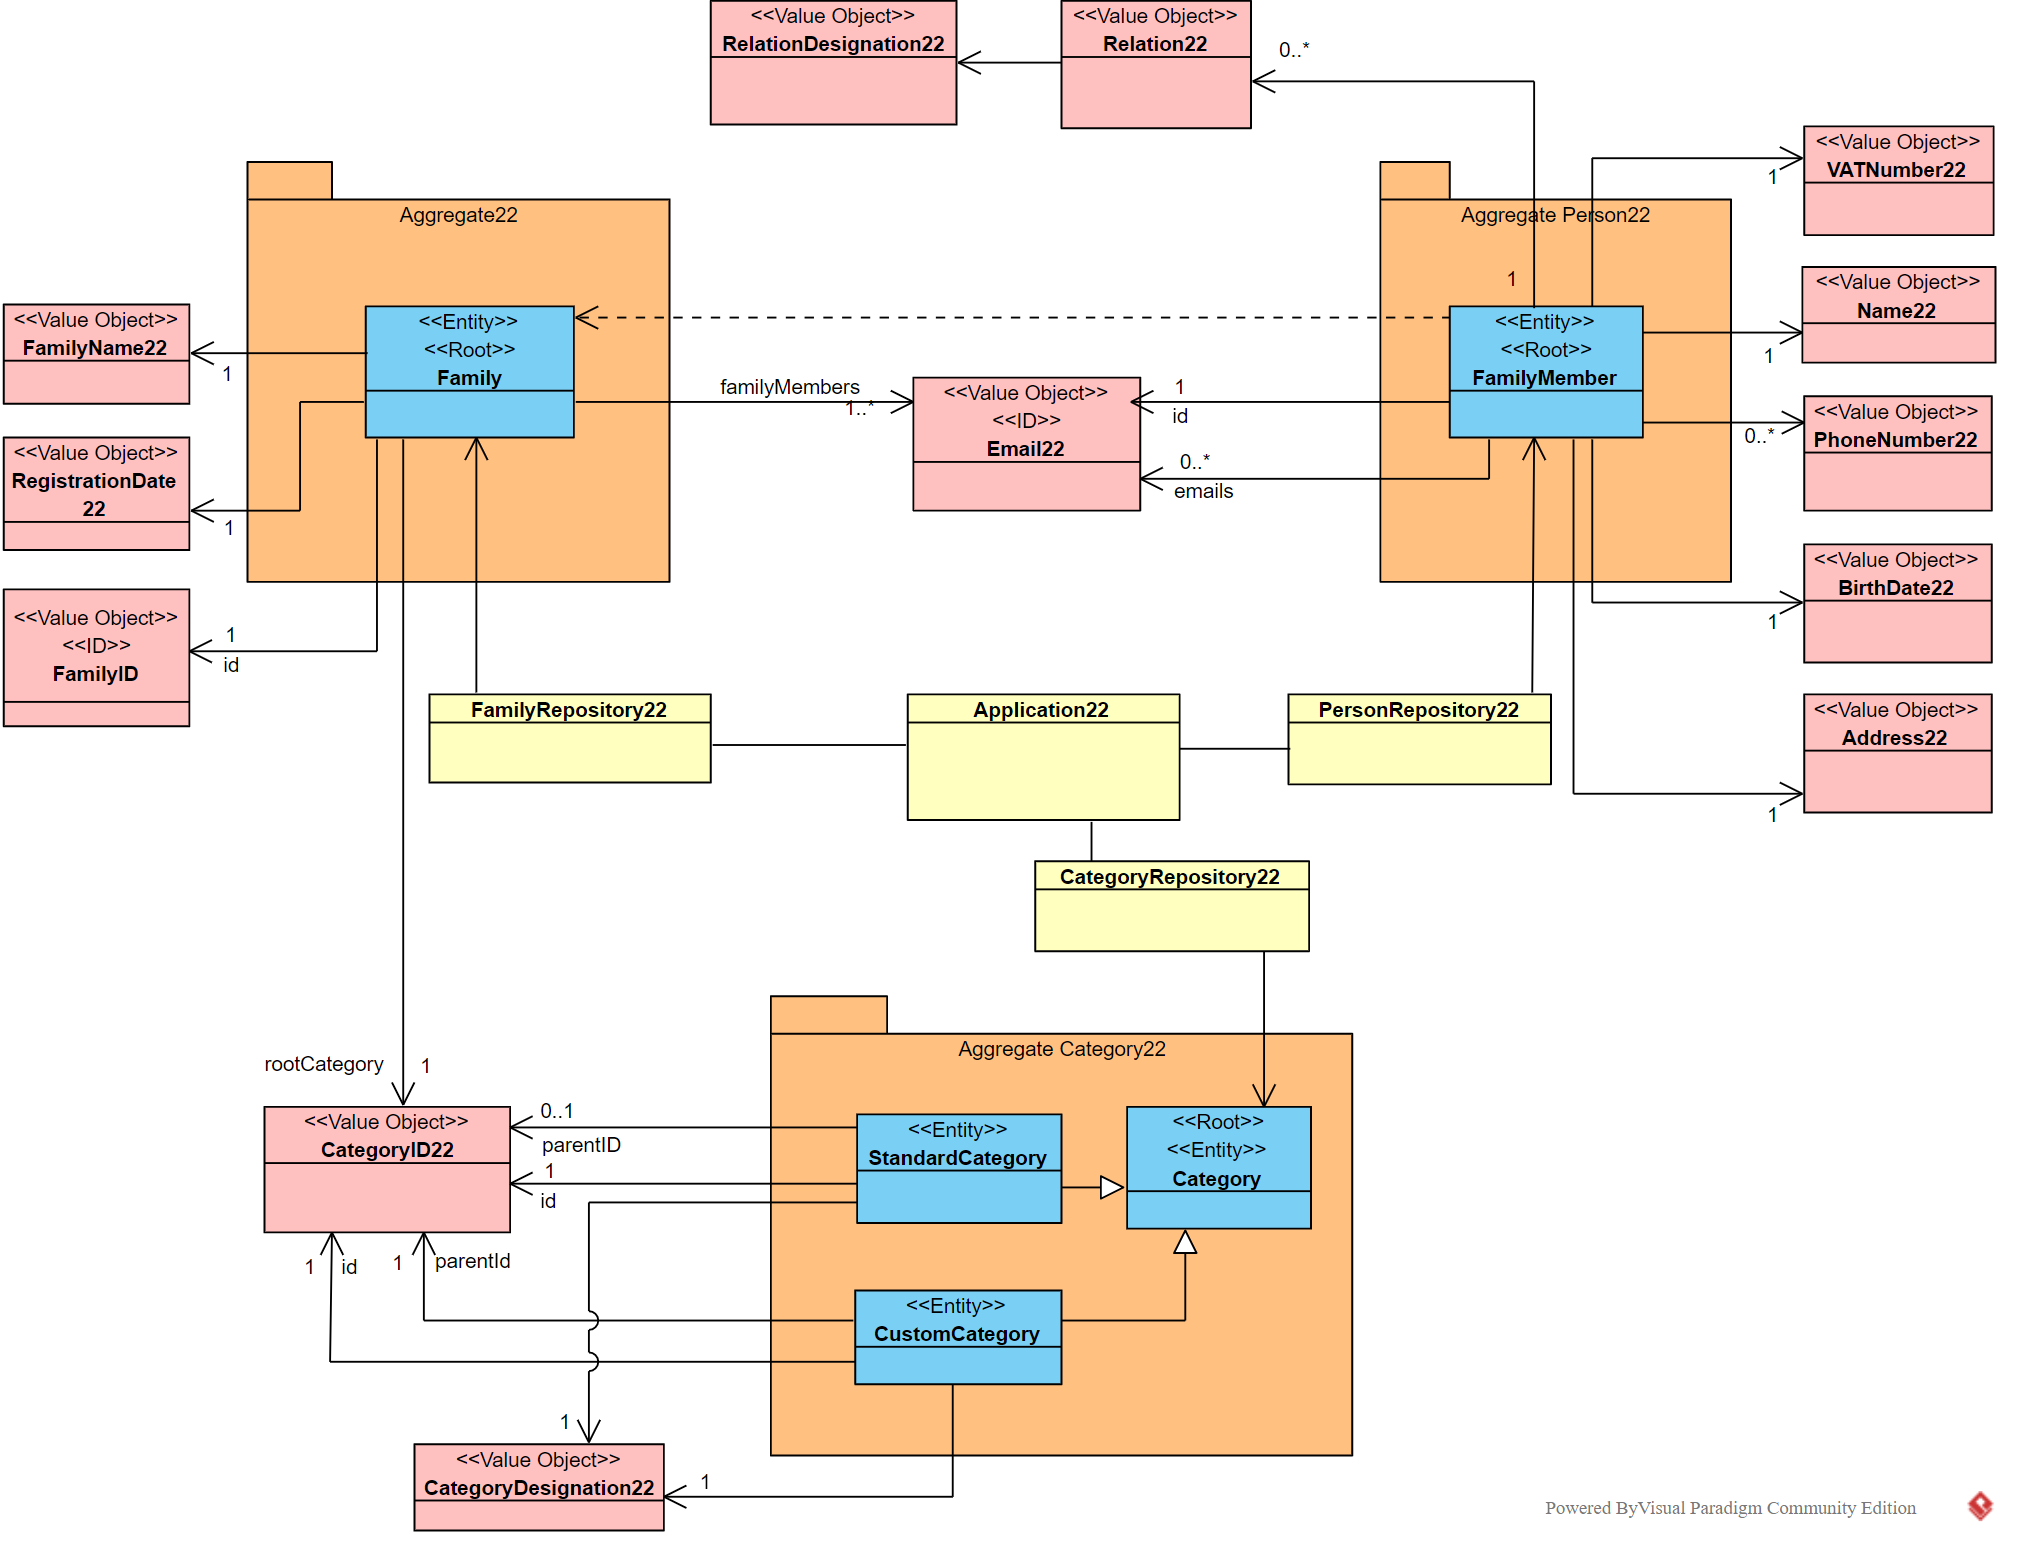 <<Value Object>>
RelationDesignation22
<<Value Object>>
Relation22
0..*
<<Value Object>>
VATNumber22
1
Aggregate22
Aggregate Person22
1
<<Value Object>>
Name22
1
<<Value Object>>
FamilyName22
1
<<Entity>>
<<Root>>
Family
<<Entity>>
<<Root>>
FamilyMember
familyMembers
1..*
<<Value Object>>
<<ID>>
Email22
1
id
0..*
emails
<<Value Object>>
PhoneNumber22
0..*
<<Value Object>>
RegistrationDate
22
1
<<Value Object>>
BirthDate22
1
<<Value Object>>
<<ID>>
FamilyID
1
id
FamilyRepository22
Application22
PersonRepository22
<<Value Object>>
Address22
1
CategoryRepository22
Aggregate Category22
rootCategory
1
<<Value Object>>
CategoryID22
0..1
parentID
1
id
<<Entity>>
StandardCategory
<<Root>>
<<Entity>>
Category
1
id
1
parentId
<<Entity>>
CustomCategory
1
<<Value Object>>
CategoryDesignation22
1
Powered ByVisual Paradigm Community Edition